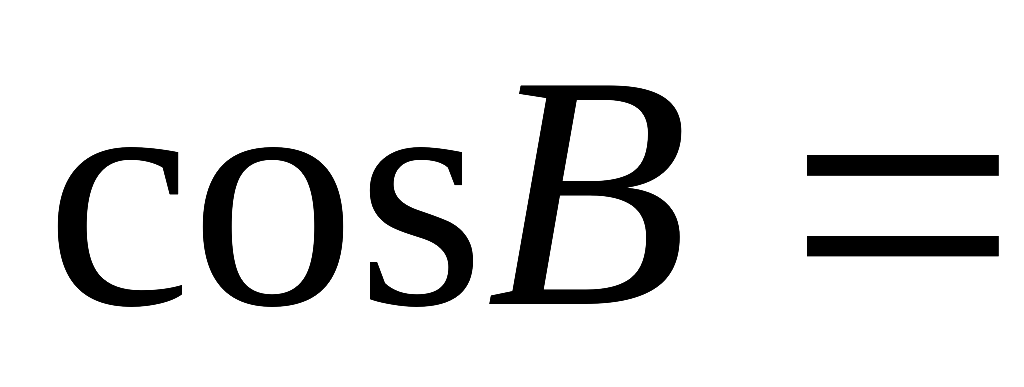 cosB =